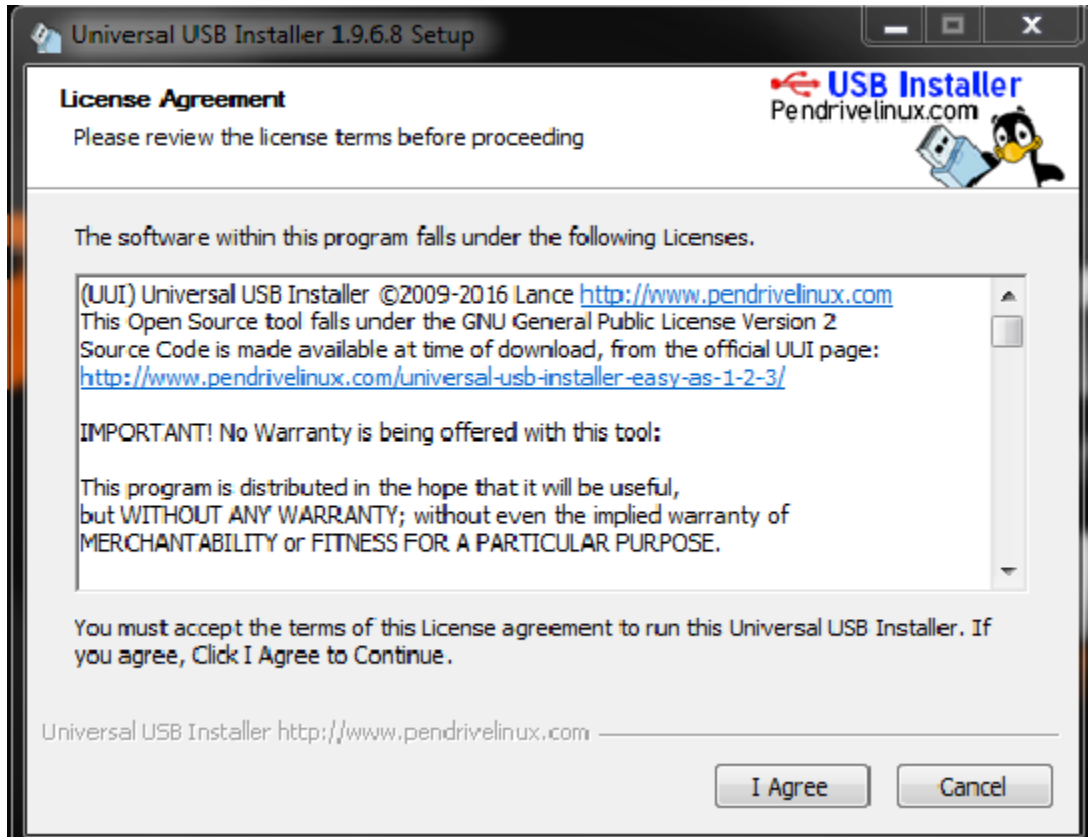 Universal USB Installer 1.9.6.8 Setup
License Agreement
Please review the license terms before proceeding
USB Installer
Pendrivelinux.com
The software within this program falls under the following Licenses.
(UUI) Universal USB Installer ©2009-2016 Lance http://www.pendrivelinux.com
This Open Source tool falls under the GNU General Public License Version 2
Source Code is made available at time of download, from the official UUI page:
http://www.pendrivelinux.com/universal-usb-installer-easy-as-1-2-3/
IMPORTANT! No Warranty is being offered with this tool:
This program is distributed in the hope that it will be useful,
but WITHOUT ANY WARRANTY; without even the implied warranty of
MERCHANTABILITY or FITNESS FOR A PARTICULAR PURPOSE.
You must accept the terms of this License agreement to run this Universal USB Installer. If
you agree, Click I Agree to Continue.
Universal USB Installer http://www.pendrivelinux.com
I Agree
Cancel